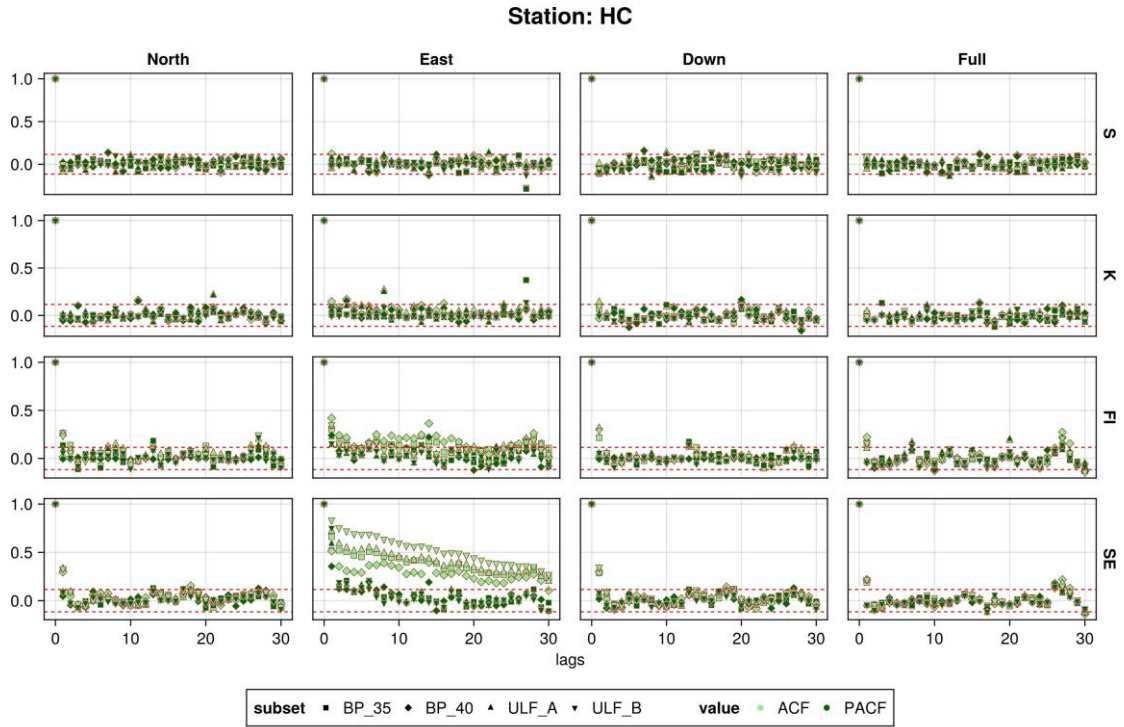 Station: HC
North East Down Full
1.0
0.5
0.0
S
1.0
0.5
0.0
K
1.0
0.5
0.0
FI
1.0
0.5
0.0
SE
0 10 20 30 0 10 20 30 0 10 20 30 0 10 20 30
lags
subset BP_35 BP_40 ULF_A ULF_B value ACF PACF